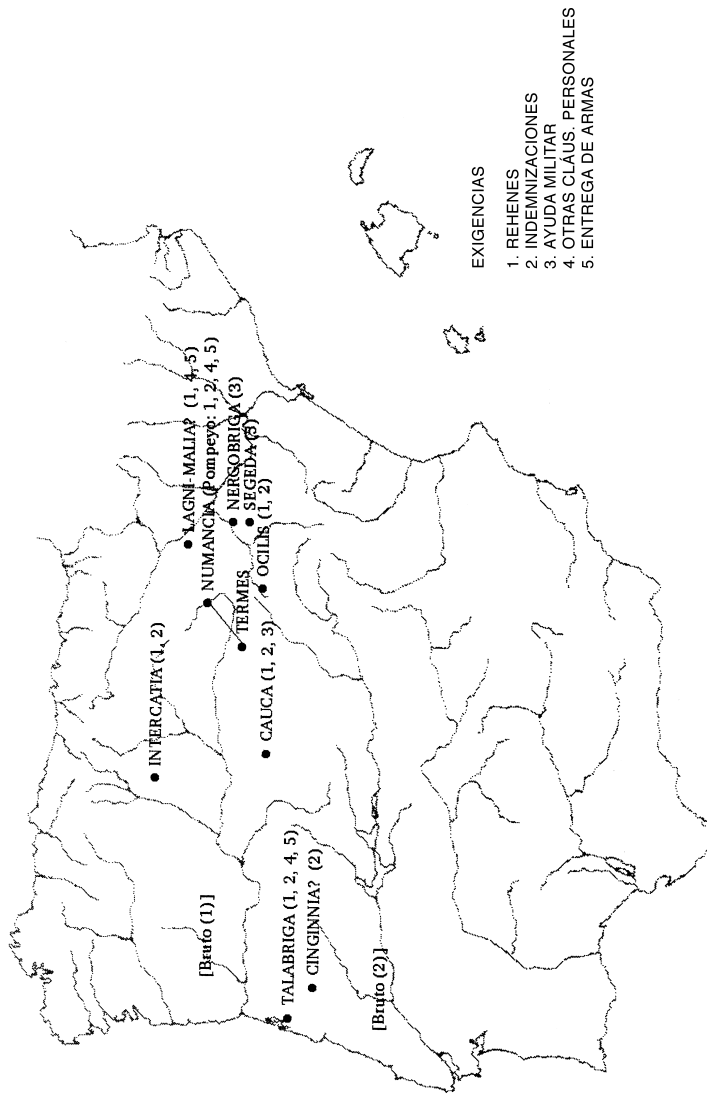 INTERCATIA (1, 2)
LAGNI-MALIA? (1, 4, 5)
NUMANCIA (Pompeyo: 1, 2, 4, 5)
NERGOBRIGA (3)
SEGEDA (3)
OCILIS (1, 2)
TERMES
CAUCA (1, 2, 3)
[Bruto (1)]
TALABRIGA (1, 2, 4, 5)
CINGINNIA? (2)
[Bruto (2)]
EXIGENCIAS
1. REHENES
2. INDEMNIZACIONES
3. AYUDA MILITAR
4. OTRAS CLÁUS. PERSONALES
5. ENTREGA DE ARMAS